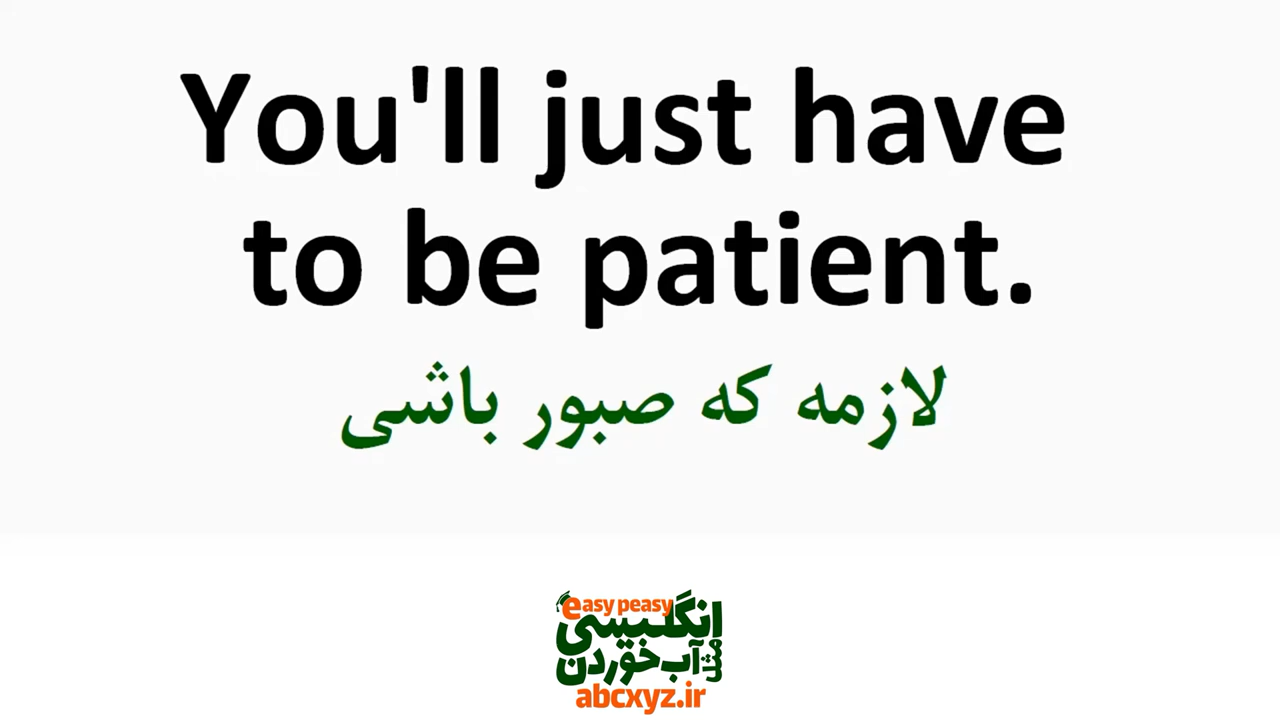 You'll just have
to be patient.
لازمه که صبور باشی
easy peasy
انگلیسی
مثل آب خوردن
abcxyz.ir